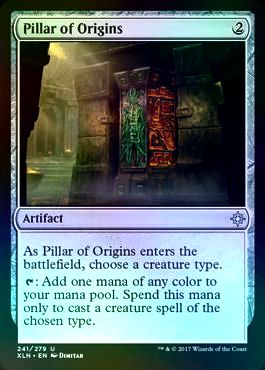 Pillar of Origins 2
Artifact
As Pillar of Origins enters the
battlefield, choose a creature type.
: Add one mana of any color to
your mana pool. Spend this mana
only to cast a creature spell of the
chosen type.
241/279 U
XLN • EN DIMITAR
™ & © 2017 Wizards of the Coast